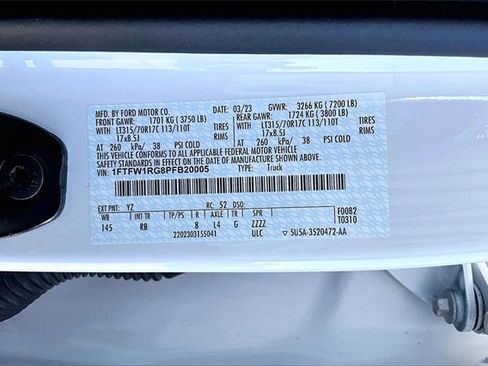 MFD. BY FORD MOTOR CO. DATE: 03/23 GVWR: 3266 KG ( 7200 LB)
FRONT GAWR: 1701 KG ( 3750 LB) REAR GAWR: 1724 KG ( 3800 LB)
WITH LT315/70R17C 113/110T TIRES WITH LT315/70R17C 113/110T TIRES
17x8.5J RIMS 17x8.5J RIMS
AT 260 kPa/ 38 PSI COLD AT 260 kPa/ 38 PSI COLD
THIS VEHICLE CONFORMS TO ALL APPLICABLE FEDERAL MOTOR VEHICLE
SAFETY STANDARDS IN EFFECT ON THE DATE OF MANUFACTURE SHOWN ABOVE.
VIN: 1FTFW1RG8PFB20005 TYPE: Truck
EXT PNT: YZ RC: 52 DSO: F0082
WB TP/PS R AXLE TR SPR T0310
145 RB 8 L4 G ZZZZ
2202303155041 ULC 5U5A-3520472-AA